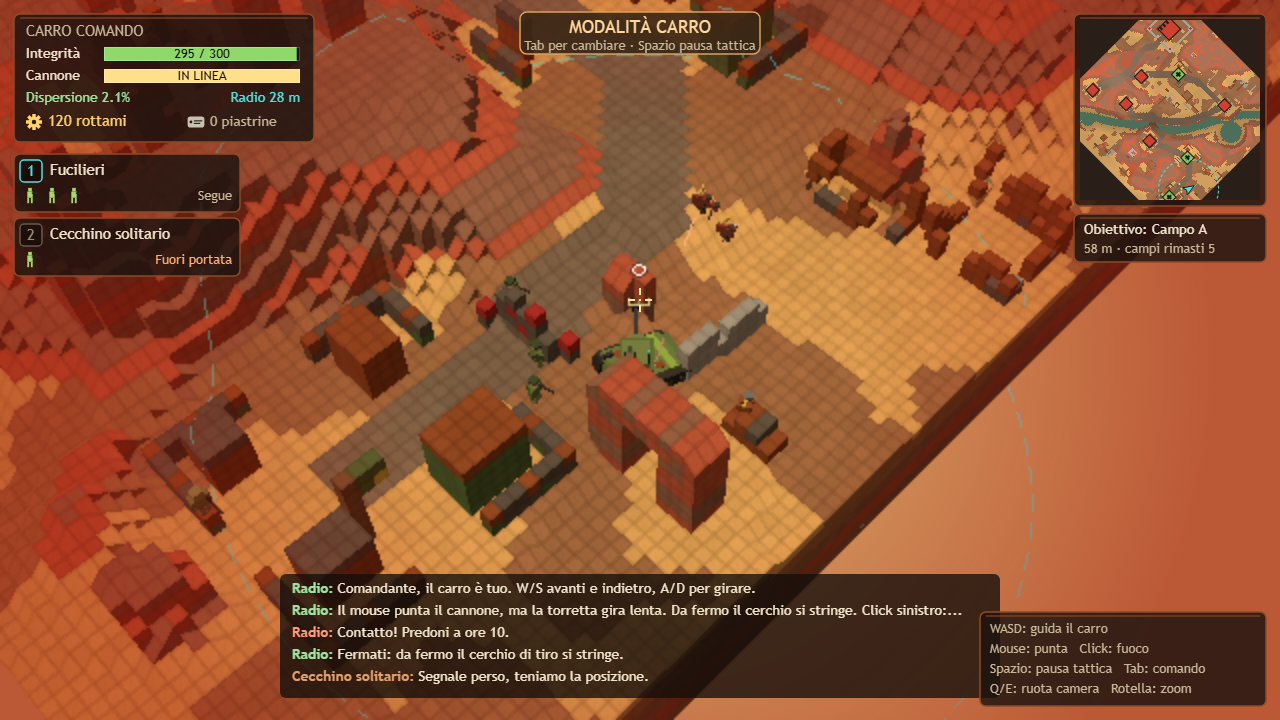 CARRO COMANDO
Integrità 295 / 300
Cannone IN LINEA
Dispersione 2.1% Radio 28 m
120 rottami 0 piastrine
1 Fucilieri
Segue
2 Cecchino solitario
Fuori portata
MODALITÀ CARRO
Tab per cambiare · Spazio pausa tattica
Obiettivo: Campo A
58 m · campi rimasti 5
Radio: Comandante, il carro è tuo. W/S avanti e indietro, A/D per girare.
Radio: Il mouse punta il cannone, ma la torretta gira lenta. Da fermo il cerchio si stringe. Click sinistro:...
Radio: Contatto! Predoni a ore 10.
Radio: Fermati: da fermo il cerchio di tiro si stringe.
Cecchino solitario: Segnale perso, teniamo la posizione.
WASD: guida il carro
Mouse: punta Click: fuoco
Spazio: pausa tattica Tab: comando
Q/E: ruota camera Rotella: zoom